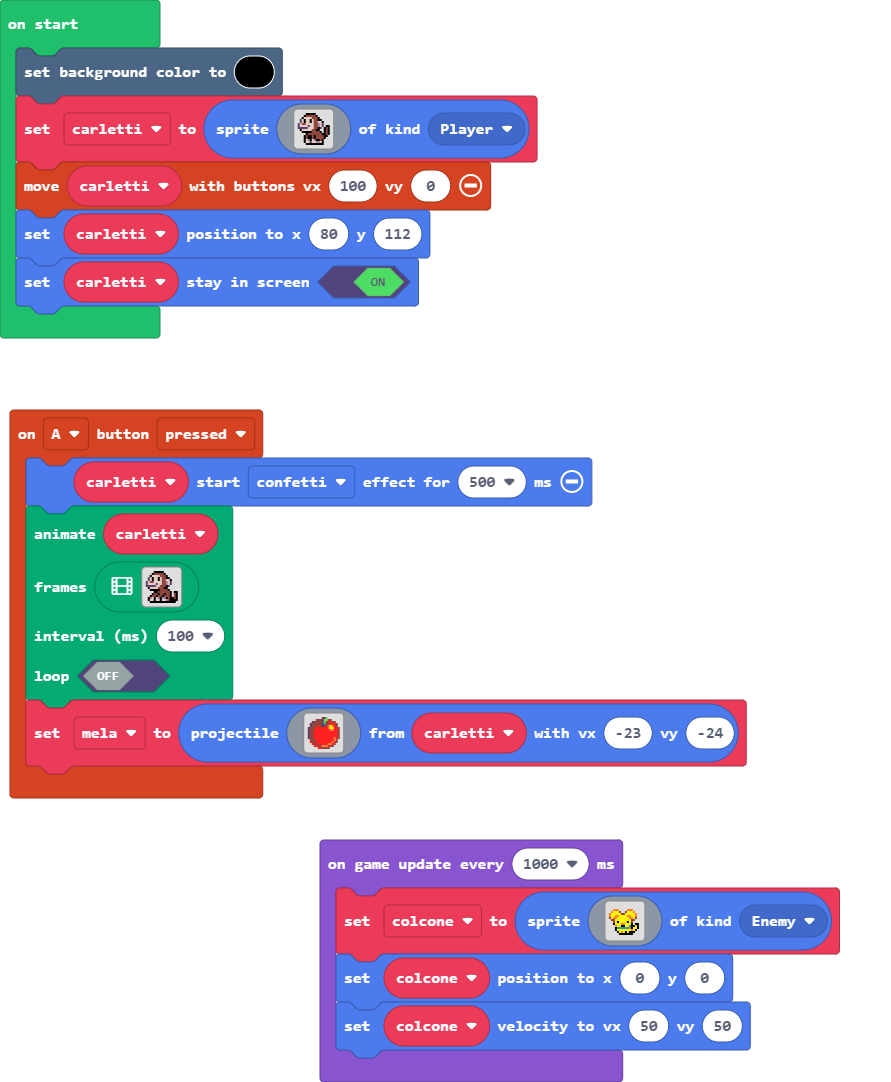 on start
set background color to
set carletti to sprite of kind Player
move carletti with buttons vx 100 vy 0
set carletti position to x 80 y 112
set carletti stay in screen ON
on A button pressed
carletti start confetti effect for 500 ms
animate carletti
frames
interval (ms) 100
loop OFF
set mela to projectile from carletti with vx -23 vy -24
on game update every 1000 ms
set colcone to sprite of kind Enemy
set colcone position to x 0 y 0
set colcone velocity to vx 50 vy 50